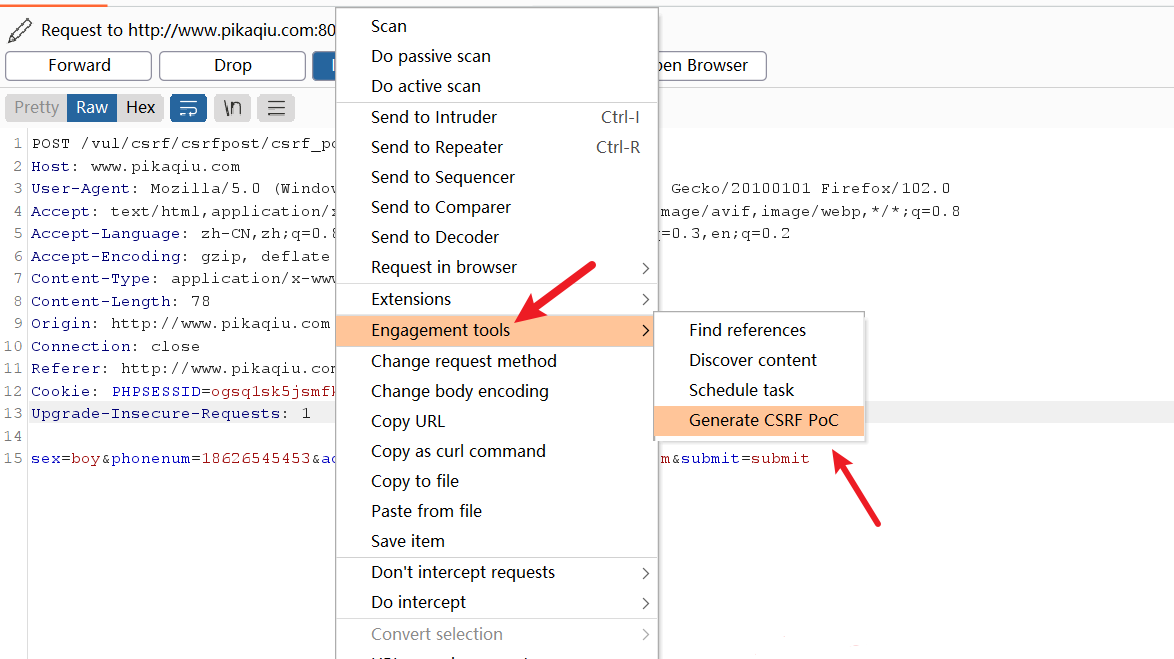 Request to http://www.pikaqiu.com:80
Forward
Drop
Open Browser
Pretty
Raw
Hex
\n
1 POST /vul/csrf/csrfpost/csrf_po
2 Host: www.pikaqiu.com
3 User-Agent: Mozilla/5.0 (Window Gecko/20100101 Firefox/102.0
4 Accept: text/html,application/x mage/avif,image/webp,*/*;q=0.8
5 Accept-Language: zh-CN,zh;q=0.8 =0.3,en;q=0.2
6 Accept-Encoding: gzip, deflate
7 Content-Type: application/x-www
8 Content-Length: 78
9 Origin: http://www.pikaqiu.com
10 Connection: close
11 Referer: http://www.pikaqiu.com
12 Cookie: PHPSESSID=ogsq1sk5jsmfk
13 Upgrade-Insecure-Requests: 1
14
15 sex=boy&phonenum=18626545453&ad m&submit=submit
Scan
Do passive scan
Do active scan
Send to Intruder Ctrl-I
Send to Repeater Ctrl-R
Send to Sequencer
Send to Comparer
Send to Decoder
Request in browser
Extensions
Engagement tools
Change request method
Change body encoding
Copy URL
Copy as curl command
Copy to file
Paste from file
Save item
Don't intercept requests
Do intercept
Convert selection
Find references
Discover content
Schedule task
Generate CSRF PoC